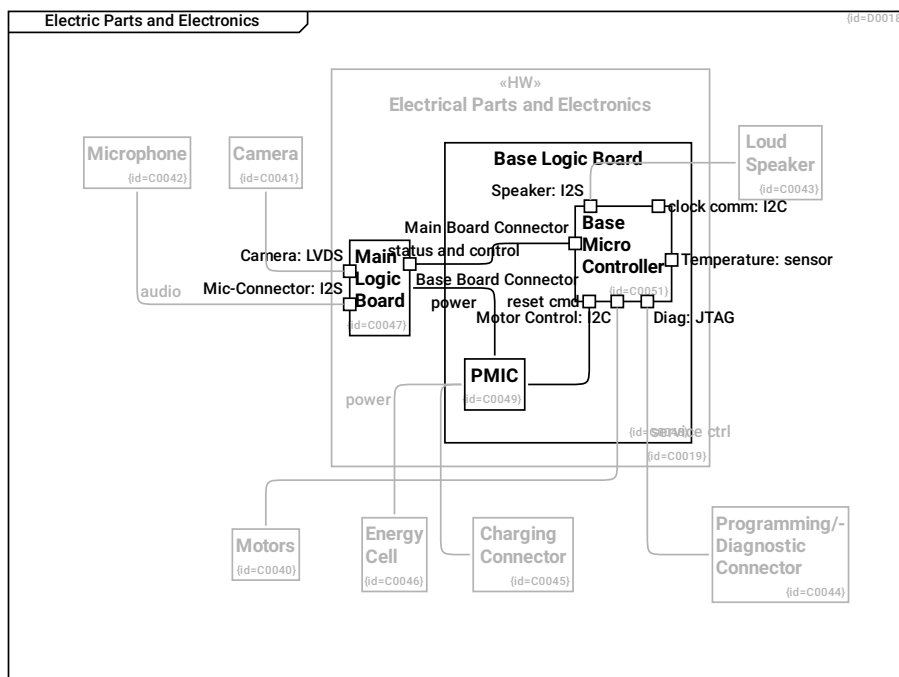 Electric Parts and Electronics
{id=D0018
«HW»
Electrical Parts and Electronics
Microphone
{id=C0042}
Camera
{id=C0041}
Loud
Speaker
{id=C0043}
Base Logic Board
Speaker: I2S
clock comm: I2C
Base
Micro
Controller
{id=C0051}
Main Board Connector
status and control
Camera: LVDS
Main
Logic
Board
{id=C0047}
Temperature: sensor
Base Board Connector
Mic-Connector: I2S
audio
power
reset cmd
Motor Control: I2C
Diag: JTAG
PMIC
{id=C0049}
power
service ctrl
{id=C0019}
Motors
{id=C0040}
Energy
Cell
{id=C0046}
Charging
Connector
{id=C0045}
Programming/-
Diagnostic
Connector
{id=C0044}